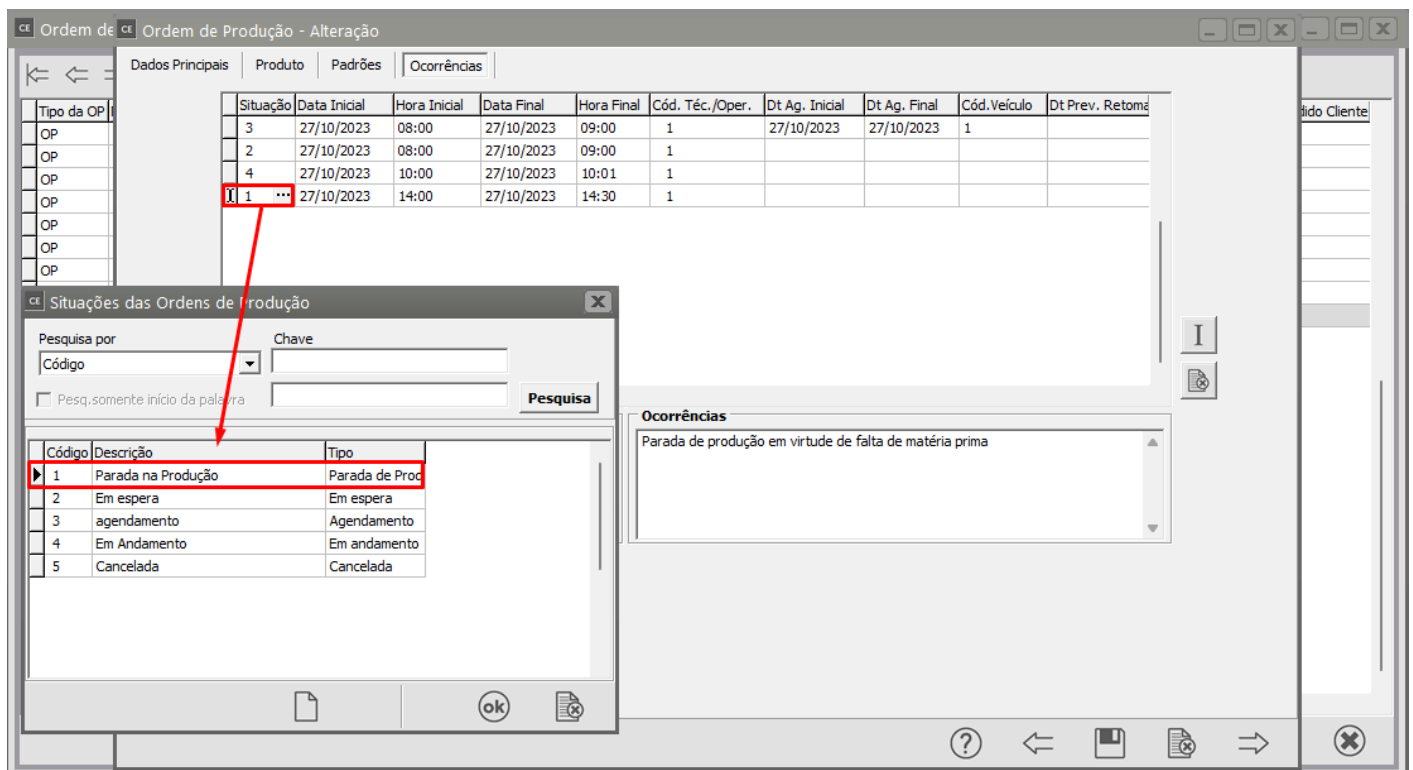 CE Ordem de
CE Ordem de Produção - Alteração
Dados Principais Produto Padrões Ocorrências
Tipo da OP
OP
OP
OP
OP
OP
OP
OP
dido Cliente
Situação Data Inicial Hora Inicial Data Final Hora Final Cód. Téc./Oper. Dt Ag. Inicial Dt Ag. Final Cód.Veículo Dt Prev. Retoma
3 27/10/2023 08:00 27/10/2023 09:00 1 27/10/2023 27/10/2023 1
2 27/10/2023 08:00 27/10/2023 09:00 1
4 27/10/2023 10:00 27/10/2023 10:01 1
1 ... 27/10/2023 14:00 27/10/2023 14:30 1
I
CE Situações das Ordens de Produção
Pesquisa por Chave
Código
Pesq.somente início da palavra Pesquisa
Código Descrição Tipo
1 Parada na Produção Parada de Prod
2 Em espera Em espera
3 agendamento Agendamento
4 Em Andamento Em andamento
5 Cancelada Cancelada
ok
Ocorrências
Parada de produção em virtude de falta de matéria prima
?